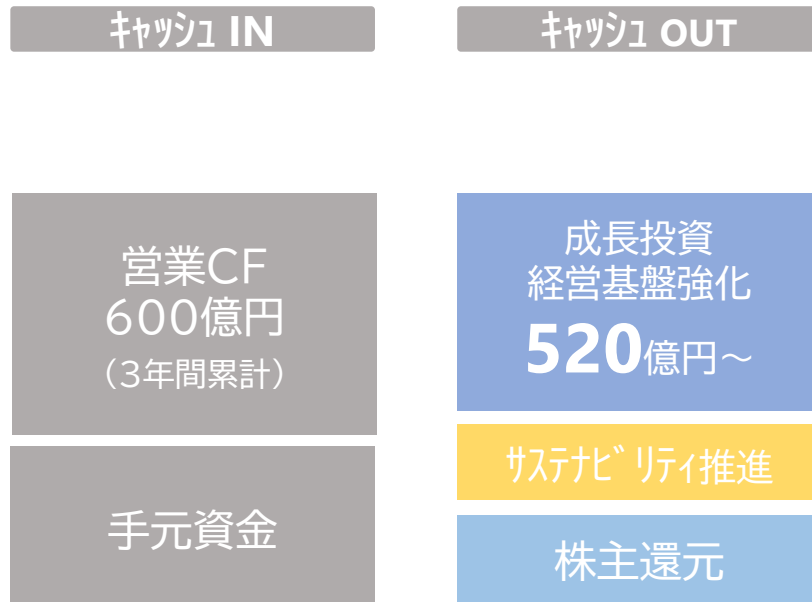 ｷｬｯｼｭ IN
営業CF
600億円
（3年間累計）
手元資金
ｷｬｯｼｭ OUT
成長投資
経営基盤強化
520億円～
ｻｽﾃﾅﾋﾞﾘﾃｨ推進
株主還元